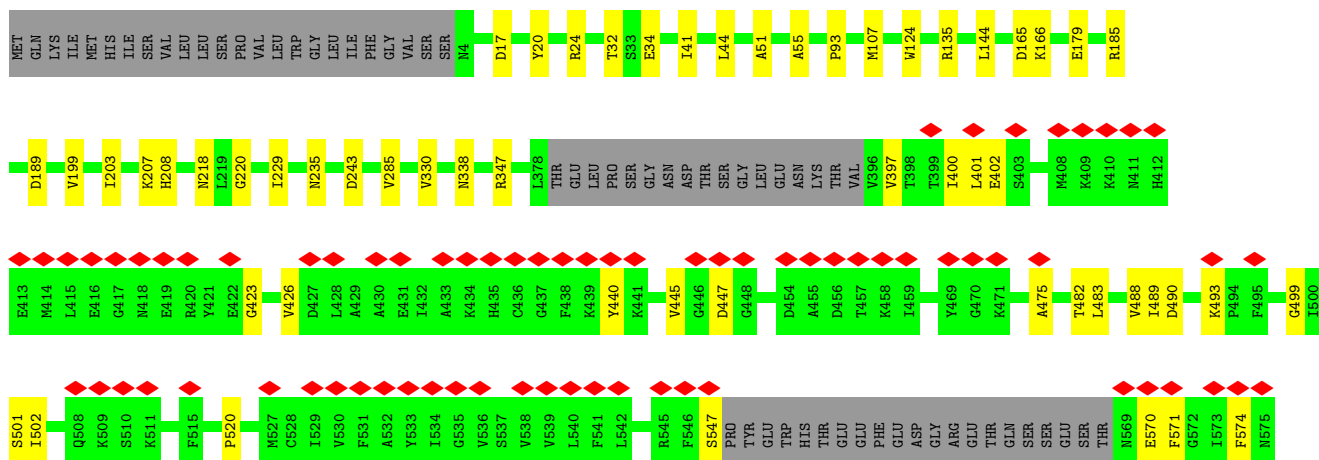 MET GLN LYS ILE MET HIS ILE SER VAL LEU LEU SER PRO VAL LEU TRP GLY LEU ILE PHE GLY VAL SER SER N4 D17 Y20 R24 T32 S33 E34 I41 L44 A51 A55 P93 M107 W124 R135 L144 D165 K166 E179 R185
D189 V199 I203 K207 H208 N218 L219 G220 I229 N235 D243 V285 V330 N338 R347 L378 THR GLU LEU PRO SER GLY ASN ASP THR SER GLY LEU GLU ASN LYS THR VAL V396 V397 T398 T399 I400 L401 E402 S403 M408 K409 K410 N411 H412
E413 M414 L415 E416 G417 N418 E419 R420 Y421 E422 G423 V426 D427 L428 A429 A430 E431 I432 A433 K434 H435 C436 G437 F438 K439 Y440 K441 V445 G446 D447 G448 D454 A455 D456 T457 K458 I459 Y469 G470 K471 A475 T482 L483 V488 I489 D490 K493 P494 F495 G499 I500
S501 I502 Q508 K509 S510 K511 F515 P520 M527 C528 I529 V530 F531 A532 Y533 I534 G535 V536 S537 V538 V539 L540 F541 L542 R545 F546 S547 PRO TYR GLU TRP HIS THR GLU GLU PHE GLU ASP GLY ARG GLU THR GLN SER SER GLU SER THR N569 E570 F571 G572 I573 F574 N575